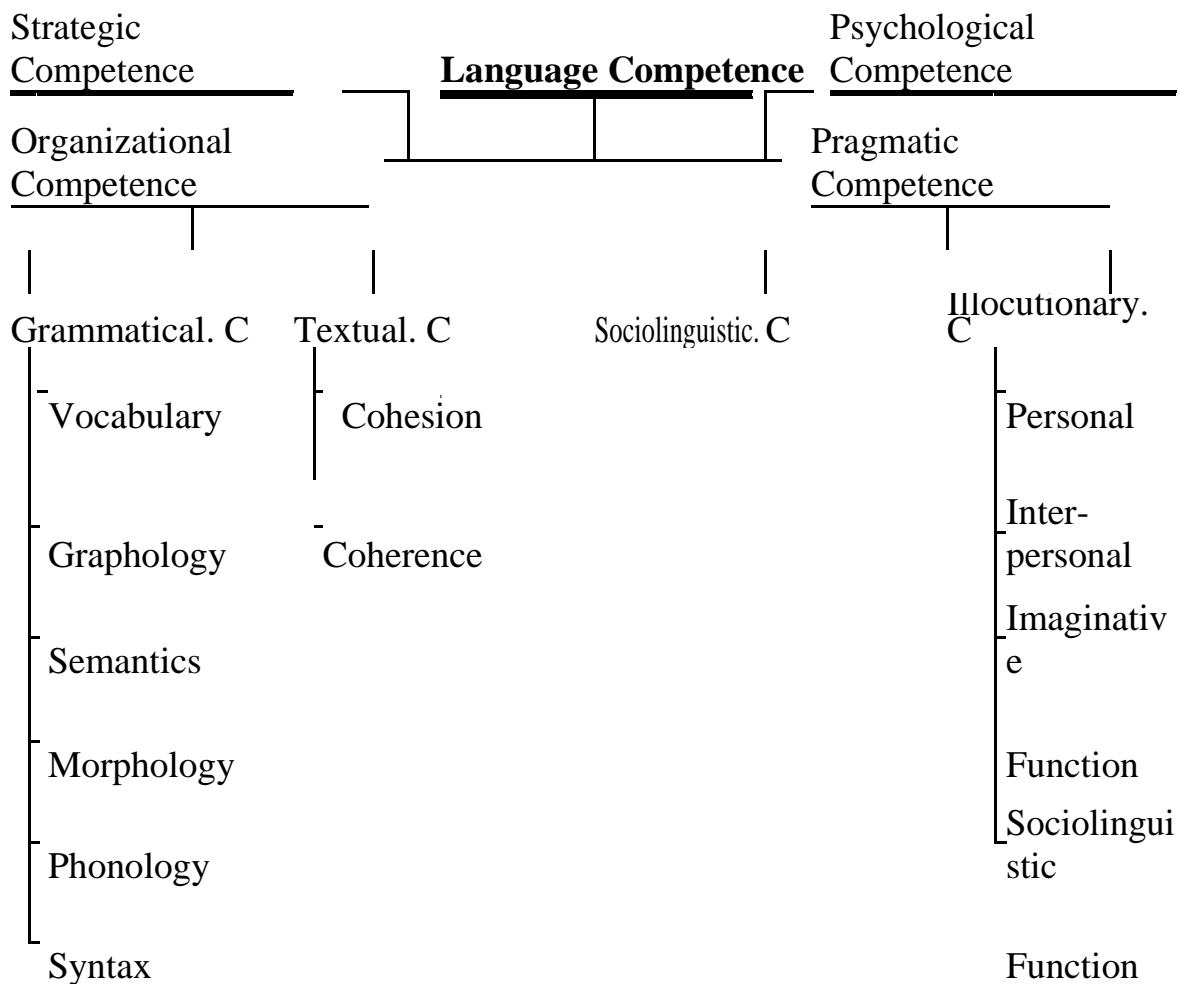 Strategic
Competence
Language Competence
Psychological
Competence
Organizational
Competence
Pragmatic
Competence
Grammatical. C
Textual. C
Sociolinguistic. C
Illocutionary.
C
Vocabulary
Cohesion
Personal
Inter-
personal
Graphology
Coherence
Imaginativ
e
Semantics
Morphology
Function
Sociolingui
stic
Phonology
Syntax
Function